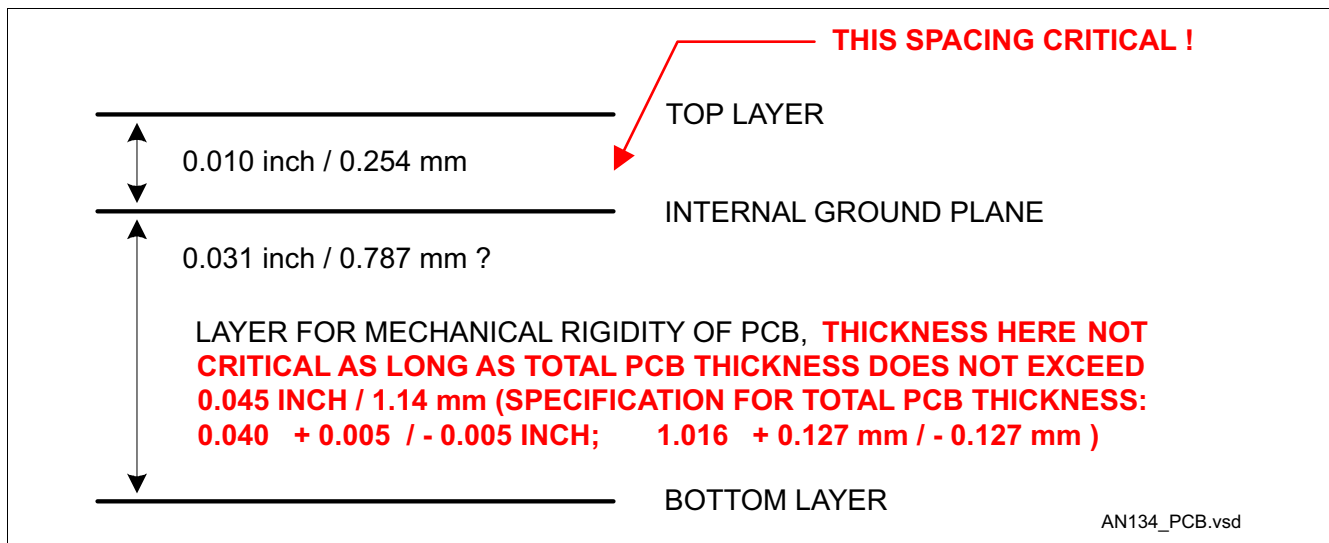 THIS SPACING CRITICAL !
TOP LAYER
0.010 inch / 0.254 mm
INTERNAL GROUND PLANE
0.031 inch / 0.787 mm ?
LAYER FOR MECHANICAL RIGIDITY OF PCB, THICKNESS HERE NOT
CRITICAL AS LONG AS TOTAL PCB THICKNESS DOES NOT EXCEED
0.045 INCH / 1.14 mm (SPECIFICATION FOR TOTAL PCB THICKNESS:
0.040 + 0.005 / - 0.005 INCH; 1.016 + 0.127 mm / - 0.127 mm )
BOTTOM LAYER
AN134_PCB.vsd